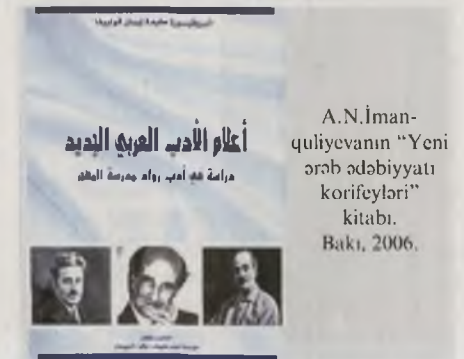 أعلام الأدب العربي الجديد
دراسة في أدب رواد مدرسة المهجر
A.N.İman-
quliyevanın “Yeni
ərəb ədəbiyyatı
korifeyləri”
kitabı.
Bakı, 2006.